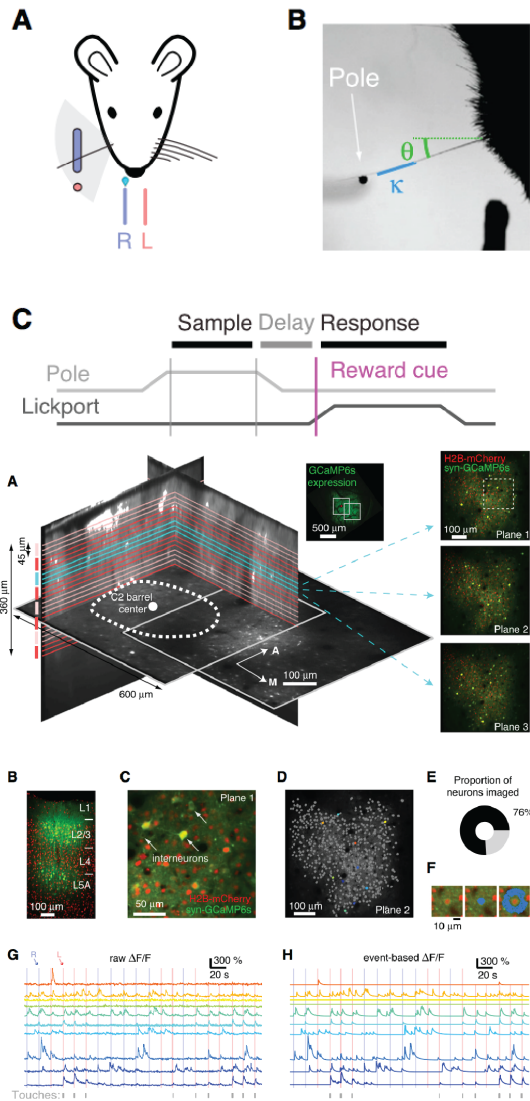 A
R L
B
Pole
θ
κ
C
Sample Delay Response
Pole
Reward cue
Lickport
A
45 µm
360 µm
600 µm
C2 barrel
center
A
M
100 µm
GCaMP6s
expression
500 µm
H2B-mCherry
syn-GCaMP6s
100 µm
Plane 1
Plane 2
Plane 3
B
L1
L2/3
L4
L5A
100 µm
C
Plane 1
interneurons
H2B-mCherry
syn-GCaMP6s
50 µm
D
100 µm
Plane 2
E
Proportion of
neurons imaged
76%
F
10 µm
G
R L
raw ΔF/F
300 %
20 s
Touches:
H
event-based ΔF/F
300 %
20 s